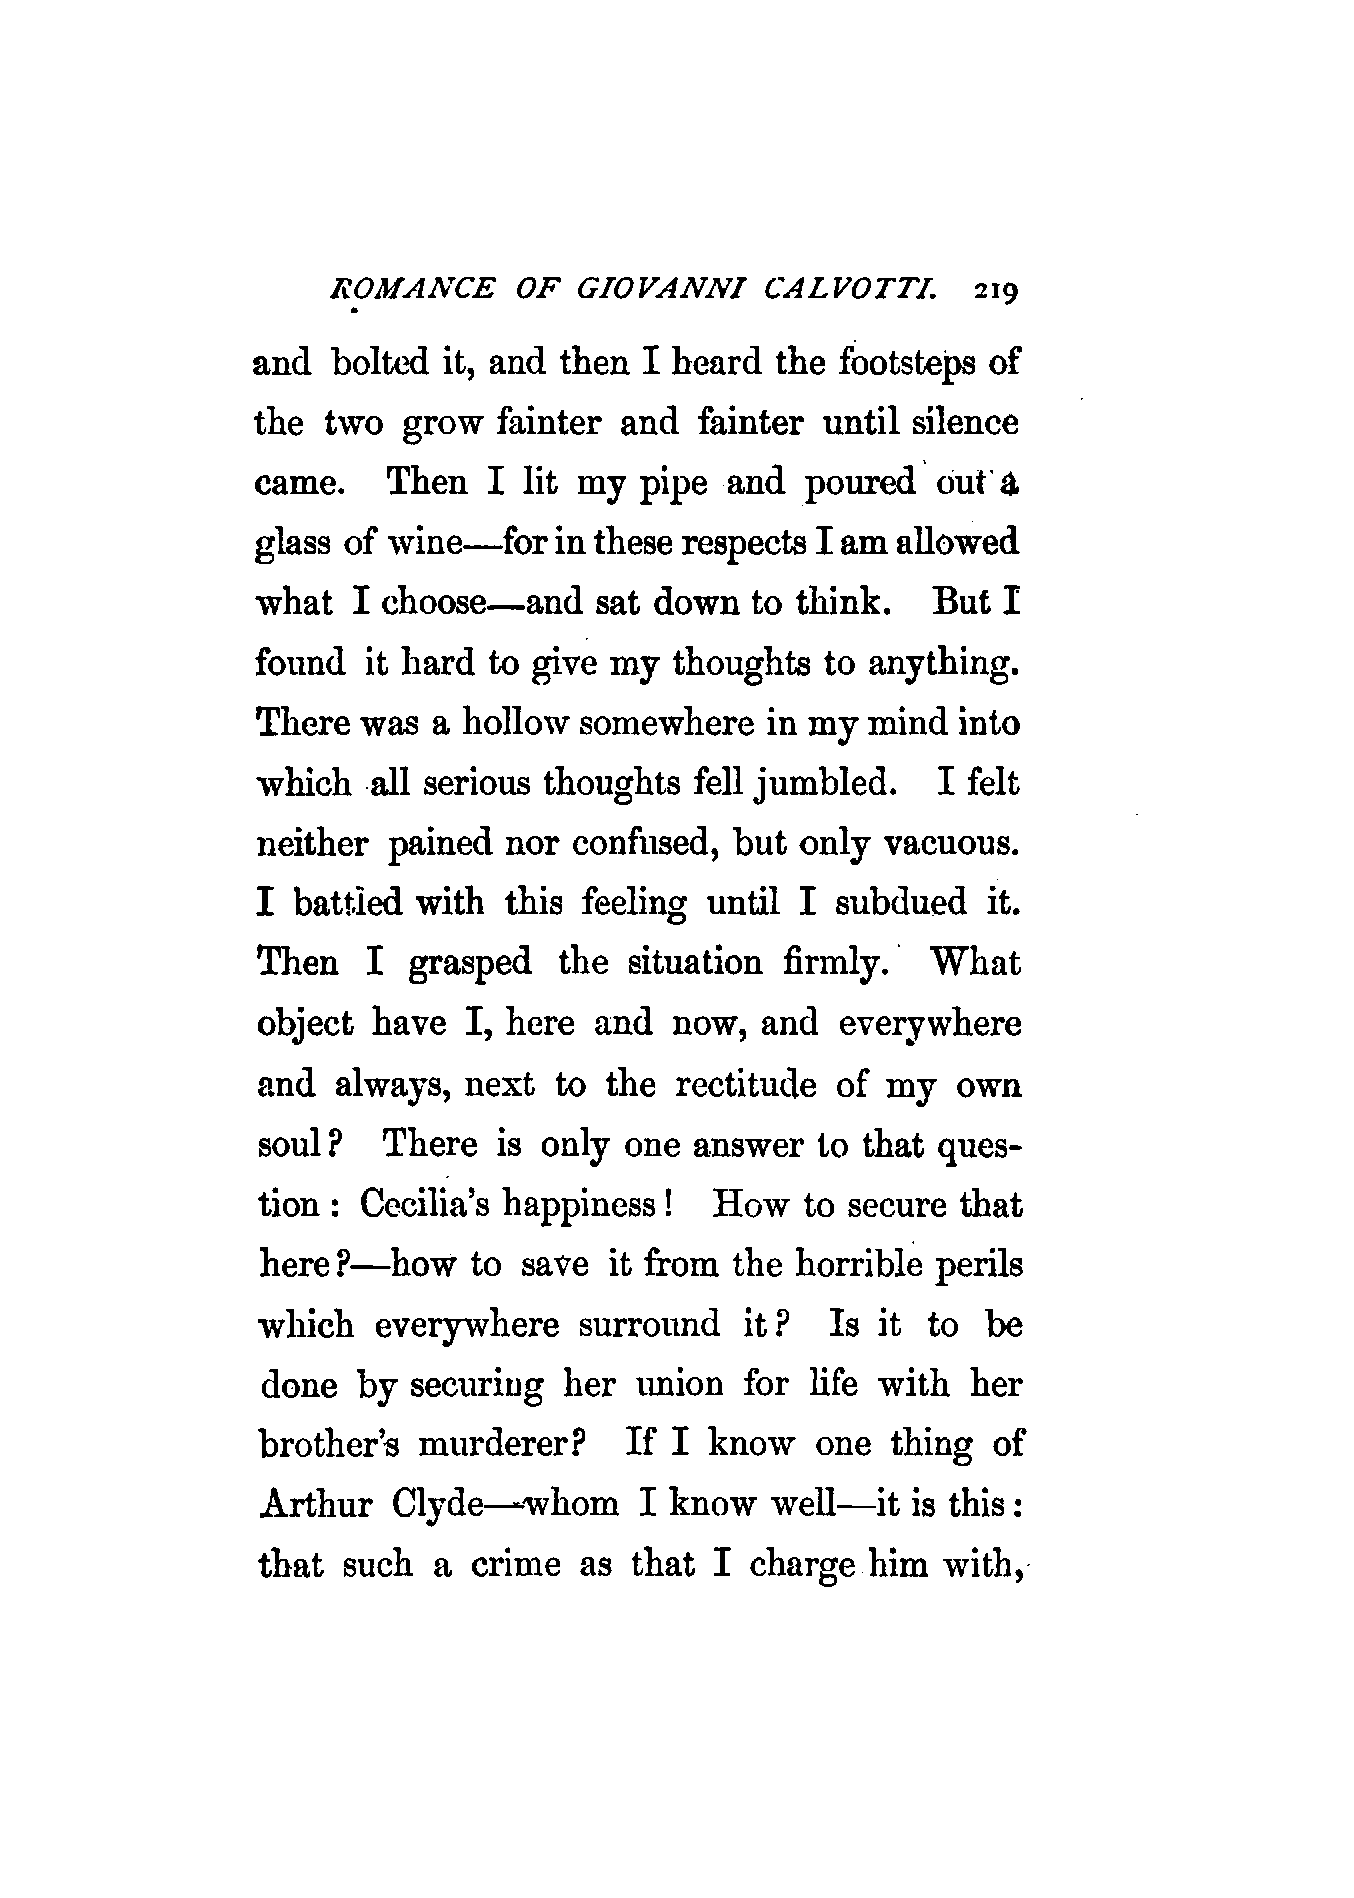 ROMANCE OF GIOVANNI CALVOTTI. 219
and bolted it, and then I heard the footsteps of
the two grow fainter and fainter until silence
came. Then I lit my pipe and poured out a
glass of wine—for in these respects I am allowed
what I choose—and sat down to think. But I
found it hard to give my thoughts to anything.
There was a hollow somewhere in my mind into
which all serious thoughts fell jumbled. I felt
neither pained nor confused, but only vacuous.
I battled with this feeling until I subdued it.
Then I grasped the situation firmly. What
object have I, here and now, and everywhere
and always, next to the rectitude of my own
soul? There is only one answer to that ques-
tion: Cecilia's happiness! How to secure that
here?—how to save it from the horrible perils
which everywhere surround it? Is it to be
done by securing her union for life with her
brother's murderer? If I know one thing of
Arthur Clyde—whom I know well—it is this:
that such a crime as that I charge him with,